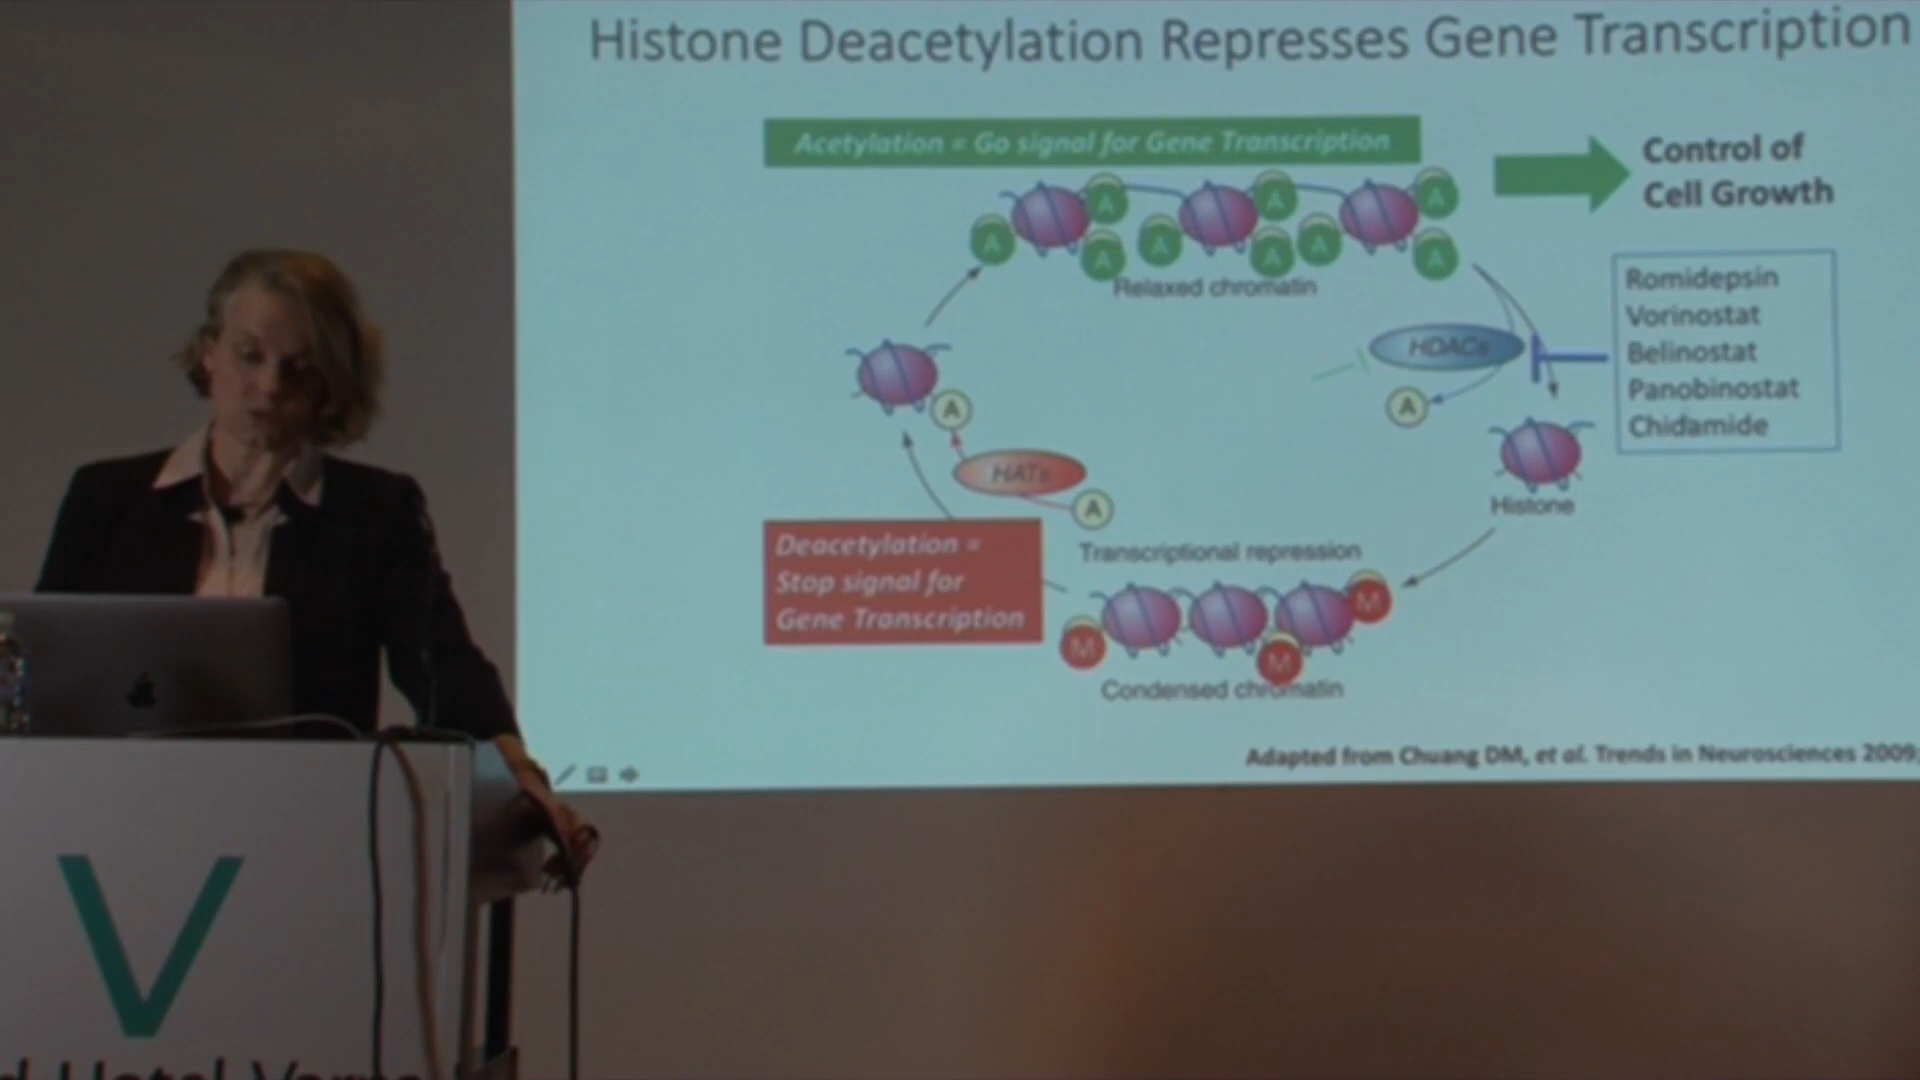 Histone Deacetylation Represses Gene Transcription
Acetylation = Go signal for Gene Transcription
Control of
Cell Growth
A
A
A
A
A
A
A
A
A
Relaxed chromatin
Romidepsin
Vorinostat
Belinostat
Panobinostat
Chidamide
HDACs
A
A
HATs
A
Histone
Deacetylation =
Stop signal for
Gene Transcription
Transcriptional repression
M
M
M
Condensed chromatin
Adapted from Chuang DM, et al. Trends in Neurosciences 2009;
V
d Hotel Varna